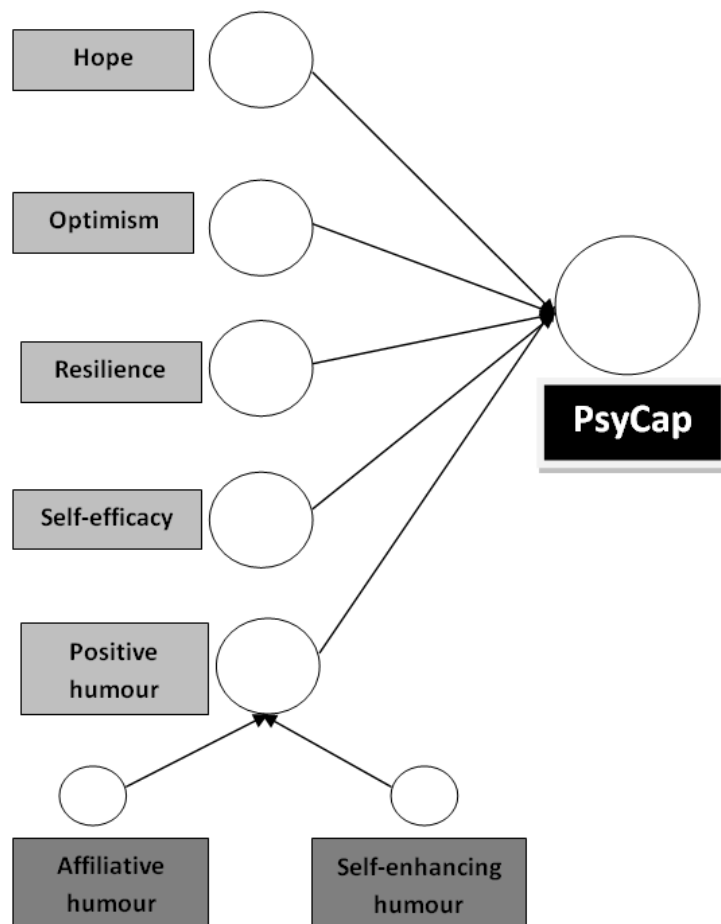 Hope
Optimism
Resilience
PsyCap
Self-efficacy
Positive
humour
Affiliative
humour
Self-enhancing
humour